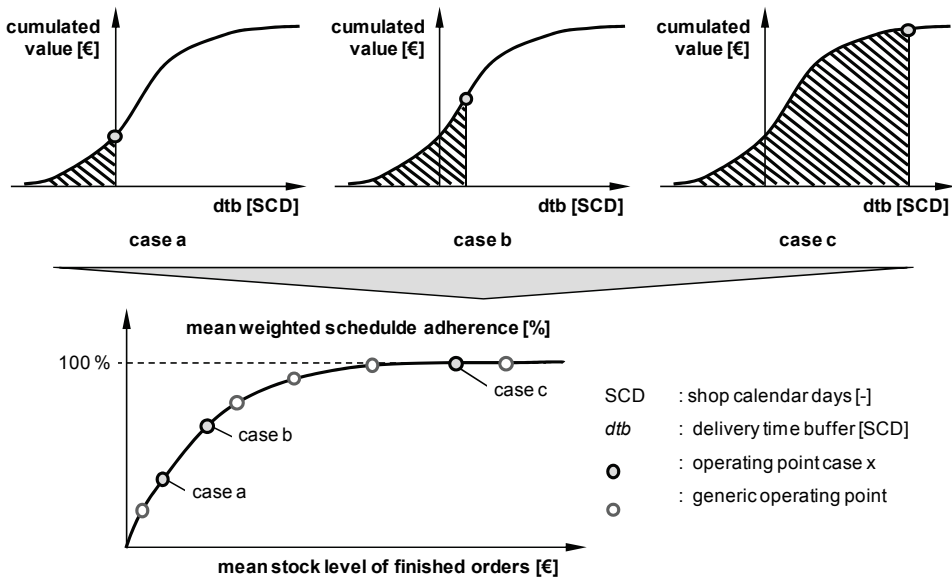 cumulated
value [€]
dtb [SCD]
case a
cumulated
value [€]
dtb [SCD]
case b
cumulated
value [€]
dtb [SCD]
case c
mean weighted schedulde adherence [%]
100 %
case c
case b
case a
mean stock level of finished orders [€]
SCD : shop calendar days [-]
dtb : delivery time buffer [SCD]
: operating point case x
: generic operating point